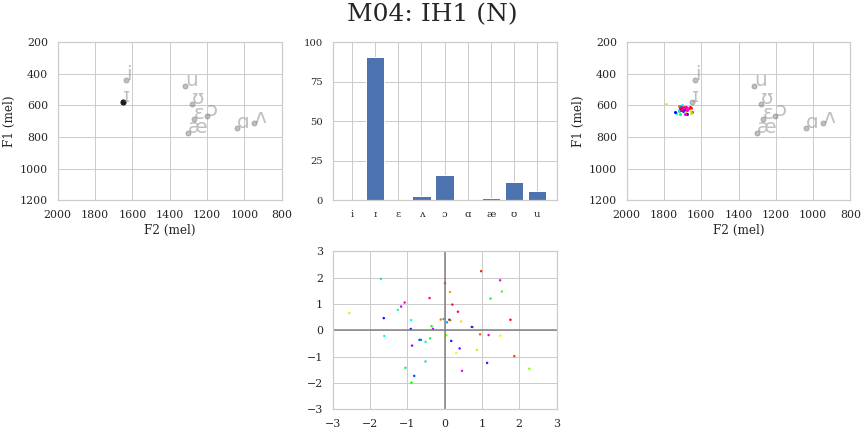 M04: IH1 (N)
200
400
600
800
1000
1200
F1 (mel)
2000 1800 1600 1400 1200 1000 800
F2 (mel)
i
ɪ
u
ʊ
ɛ
ɔ
æ
ɑ
ʌ
100
75
50
25
0
i ɪ ɛ ʌ ɔ ɑ æ ʊ u
200
400
600
800
1000
1200
F1 (mel)
2000 1800 1600 1400 1200 1000 800
F2 (mel)
i
ɪ
u
ʊ
ɛ
ɔ
æ
ɑ
ʌ
3
2
1
0
−1
−2
−3
−3 −2 −1 0 1 2 3